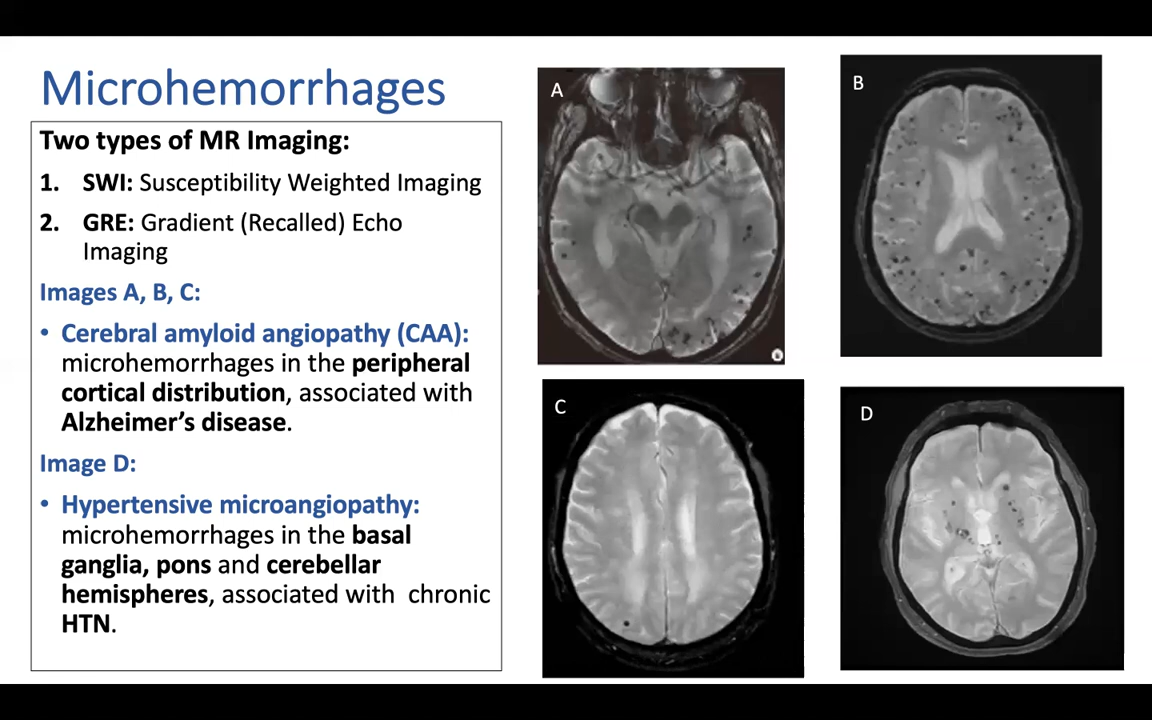 Microhemorrhages
Two types of MR Imaging:
1. SWI: Susceptibility Weighted Imaging
2. GRE: Gradient (Recalled) Echo
Imaging
Images A, B, C:
• Cerebral amyloid angiopathy (CAA):
microhemorrhages in the peripheral
cortical distribution, associated with
Alzheimer's disease.
Image D:
• Hypertensive microangiopathy:
microhemorrhages in the basal
ganglia, pons and cerebellar
hemispheres, associated with chronic
HTN.
A
B
C
D